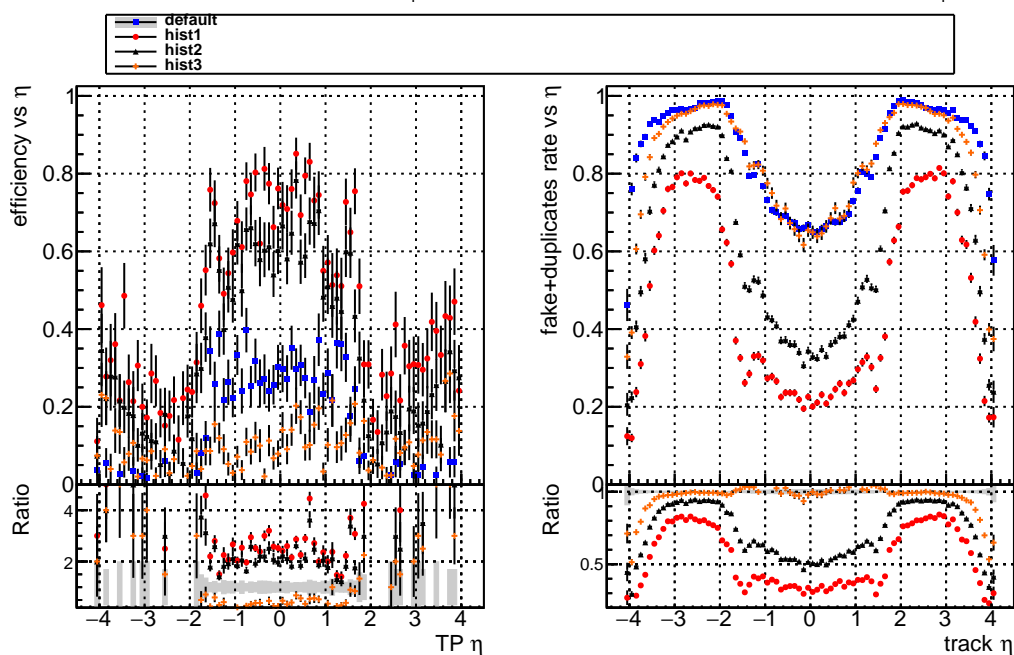 default
hist1
hist2
hist3
efficiency vs η
1
0.8
0.6
0.4
0.2
0
Ratio
4
2
−4 −3 −2 −1 0 1 2 3 4
TP η
fake+duplicates rate vs η
1
0.8
0.6
0.4
0.2
0
Ratio
0.5
−4 −3 −2 −1 0 1 2 3 4
track η